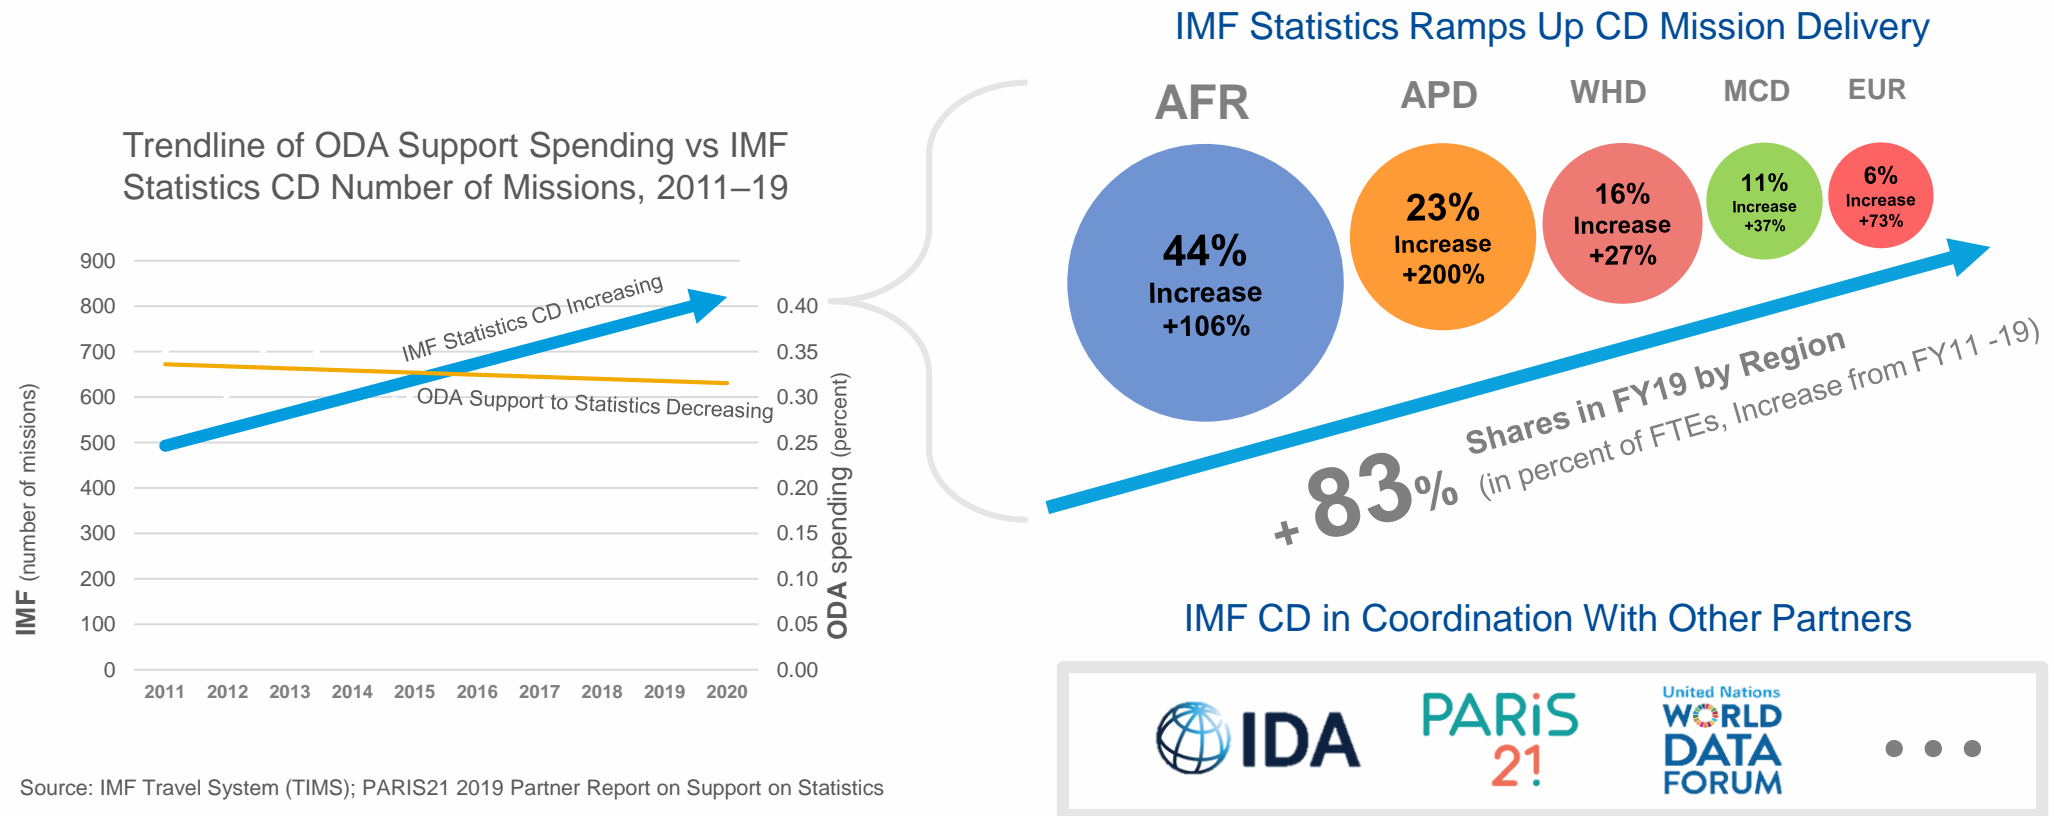 Trendline of ODA Support Spending vs IMF
Statistics CD Number of Missions, 2011–19
900
800
700
600
500
400
300
200
100
0
IMF (number of missions)
IMF Statistics CD Increasing
ODA Support to Statistics Decreasing
0.40
0.35
0.30
0.25
0.20
0.15
0.10
0.05
0.00
ODA spending (percent)
2011 2012 2013 2014 2015 2016 2017 2018 2019 2020
Source: IMF Travel System (TIMS); PARIS21 2019 Partner Report on Support on Statistics
IMF Statistics Ramps Up CD Mission Delivery
AFR
44%
Increase
+106%
APD
23%
Increase
+200%
WHD
16%
Increase
+27%
MCD
11%
Increase
+37%
EUR
6%
Increase
+73%
+ 83%
Shares in FY19 by Region
(in percent of FTEs, Increase from FY11 -19)
IMF CD in Coordination With Other Partners
IDA
PARiS
21
United Nations
WORLD
DATA
FORUM